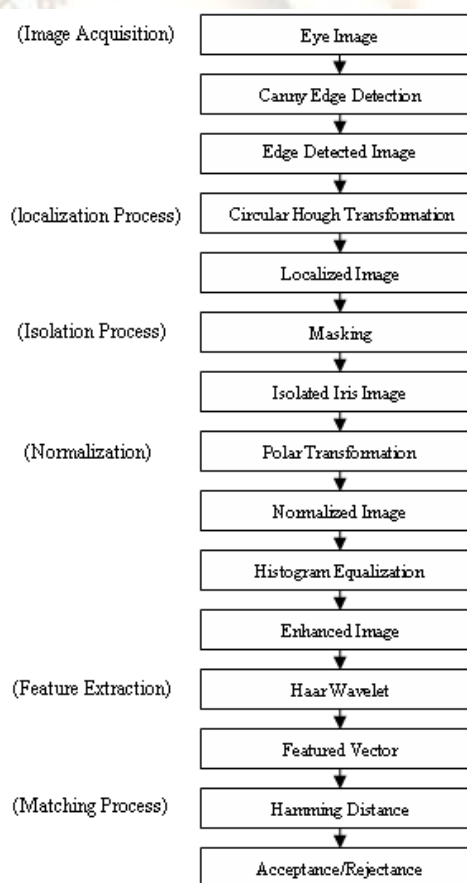 (Image Acquisition) Eye Image
Canny Edge Detection
Edge Detected Image
(localization Process) Circular Hough Transformation
Localized Image
(Isolation Process) Masking
Isolated Iris Image
(Normalization) Polar Transformation
Normalized Image
Histogram Equalization
Enhanced Image
(Feature Extraction) Haar Wavelet
Featured Vector
(Matching Process) Hamming Distance
Acceptance/Rejectance